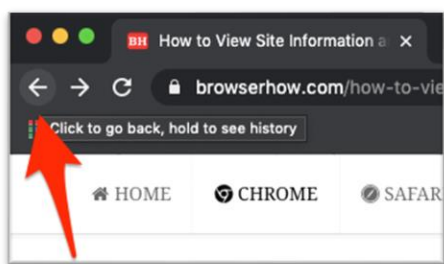 BH How to View Site Information a
browserhow.com/how-to-vie
Click to go back, hold to see history
HOME CHROME SAFAR